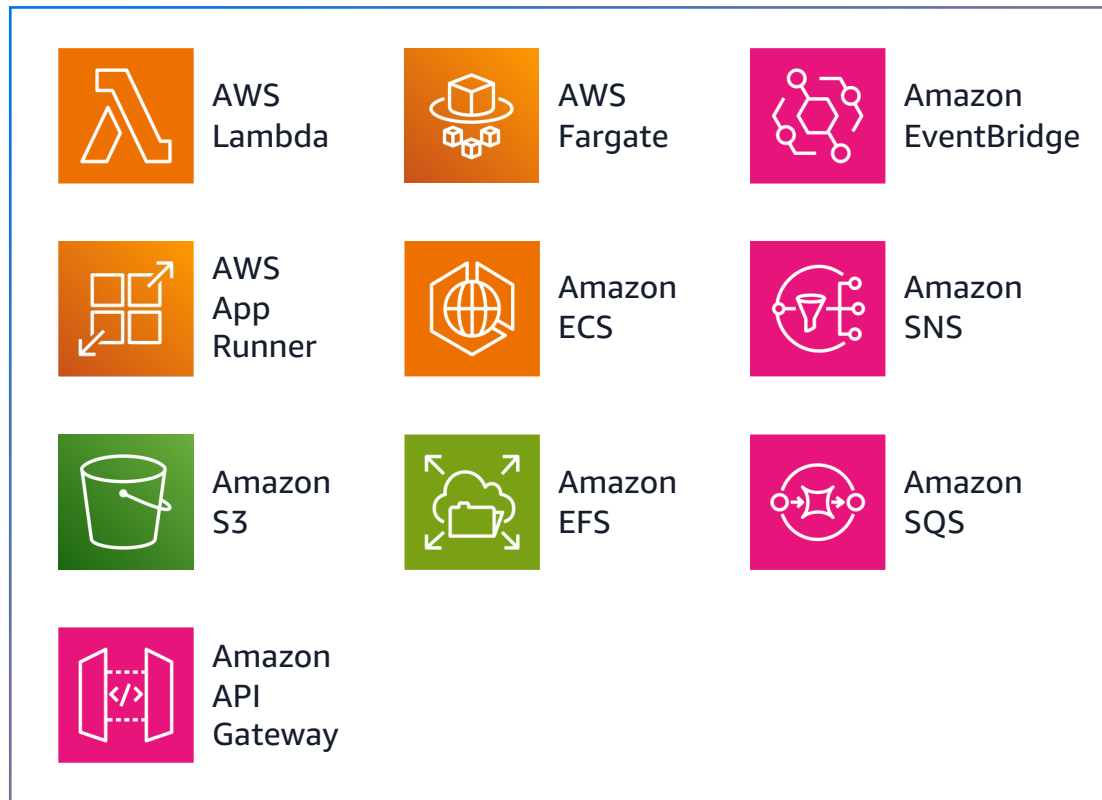 AWS
Lambda
AWS
Fargate
Amazon
EventBridge
AWS
App
Runner
Amazon
ECS
Amazon
SNS
Amazon
S3
Amazon
EFS
Amazon
SQS
Amazon
API
Gateway